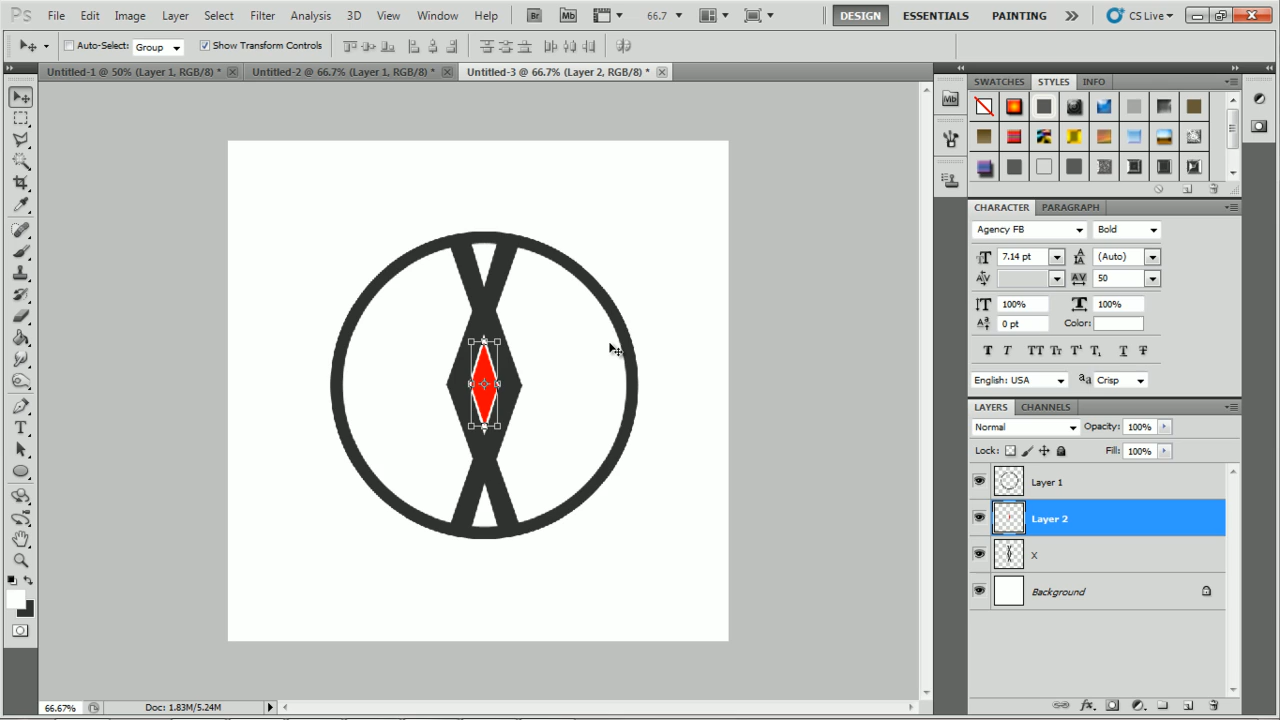 Ps File Edit Image Layer Select Filter Analysis 3D View Window Help Br Mb 66.7 DESIGN ESSENTIALS PAINTING CS Live
Auto-Select: Group Show Transform Controls
Untitled-1 @ 50% (Layer 1, RGB/8) * Untitled-2 @ 66.7% (Layer 1, RGB/8) * Untitled-3 @ 66.7% (Layer 2, RGB/8) *
SWATCHES STYLES INFO
Mb
CHARACTER PARAGRAPH
Agency FB Bold
7.14 pt (Auto)
50
100% 100%
0 pt Color:
T T TT Tr T¹ T₁ T T
English: USA aa Crisp
LAYERS CHANNELS
Normal Opacity: 100%
Lock: Fill: 100%
Layer 1
Layer 2
X
Background
66.67% Doc: 1.83M/5.24M
fx